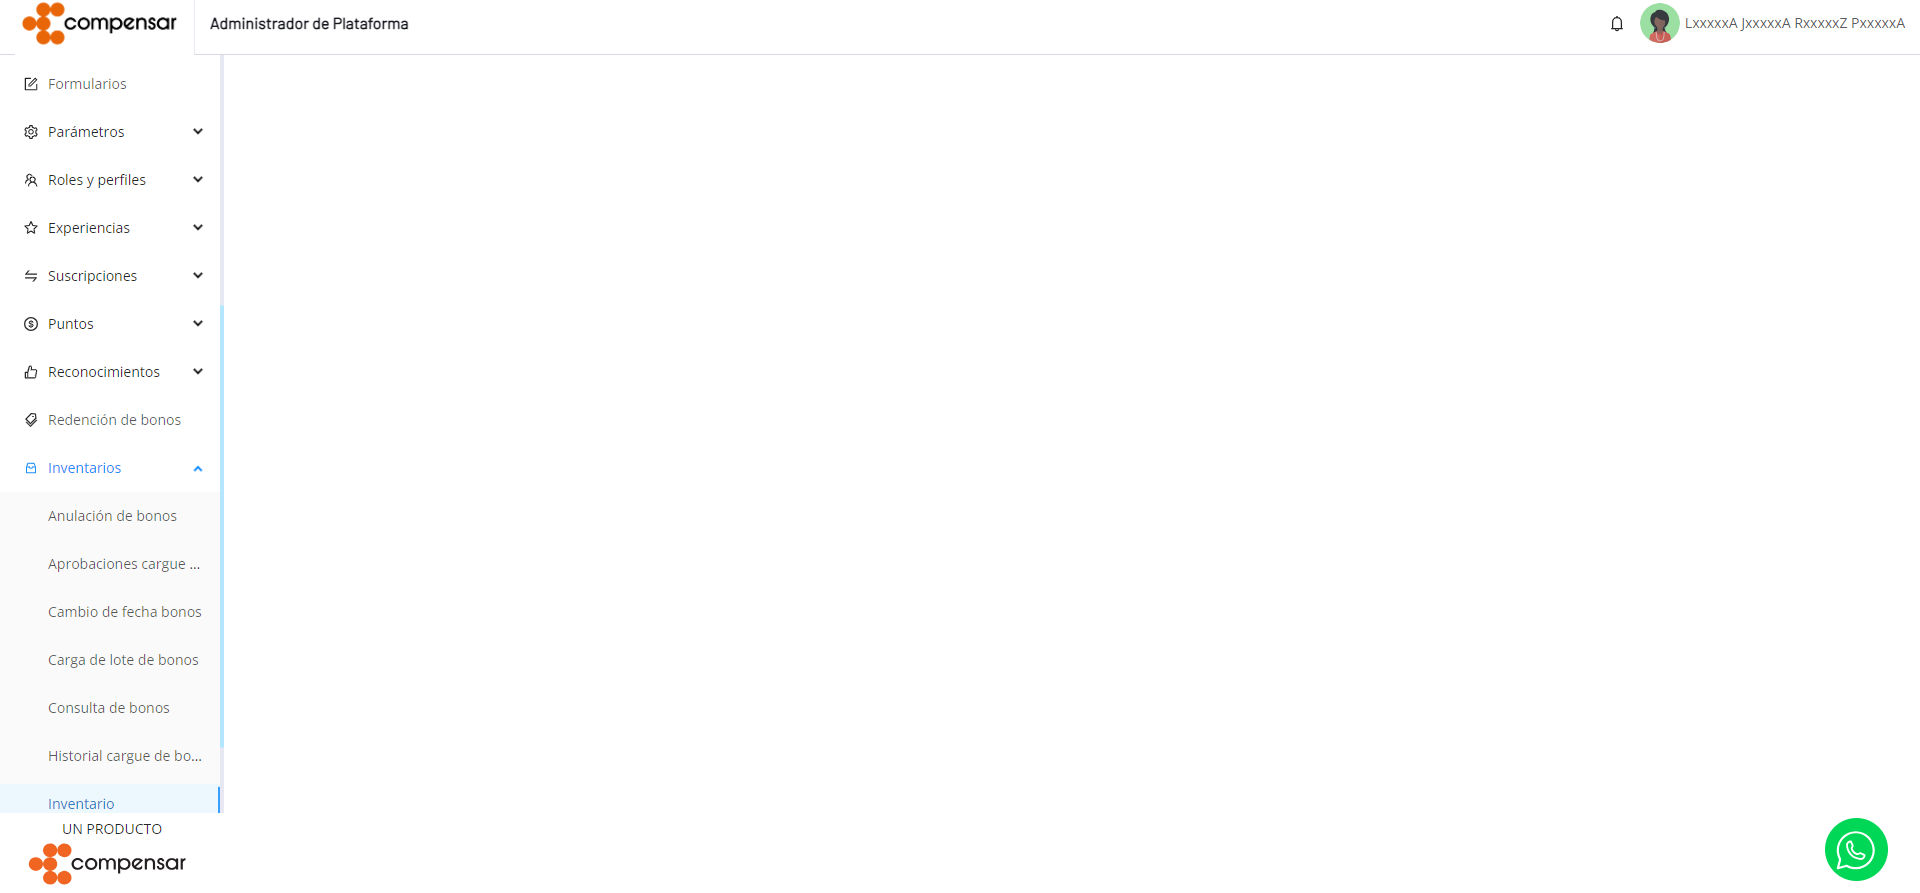 compensar
Administrador de Plataforma
LxxxxxA JxxxxxA RxxxxxZ PxxxxxA
Formularios
Parámetros
Roles y perfiles
Experiencias
Suscripciones
Puntos
Reconocimientos
Redención de bonos
Inventarios
Anulación de bonos
Aprobaciones cargue ...
Cambio de fecha bonos
Carga de lote de bonos
Consulta de bonos
Historial cargue de bo...
Inventario
UN PRODUCTO
compensar